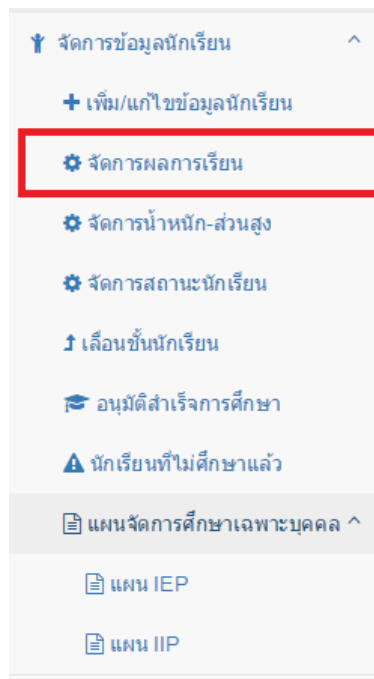 จัดการข้อมูลนักเรียน
เพิ่ม/แก้ไขข้อมูลนักเรียน
จัดการผลการเรียน
จัดการน้ำหนัก-ส่วนสูง
จัดการสถานะนักเรียน
เลื่อนชั้นนักเรียน
อนุมัติสำเร็จการศึกษา
นักเรียนที่ไม่ศึกษาแล้ว
แผนจัดการศึกษาเฉพาะบุคคล
แผน IEP
แผน IIP